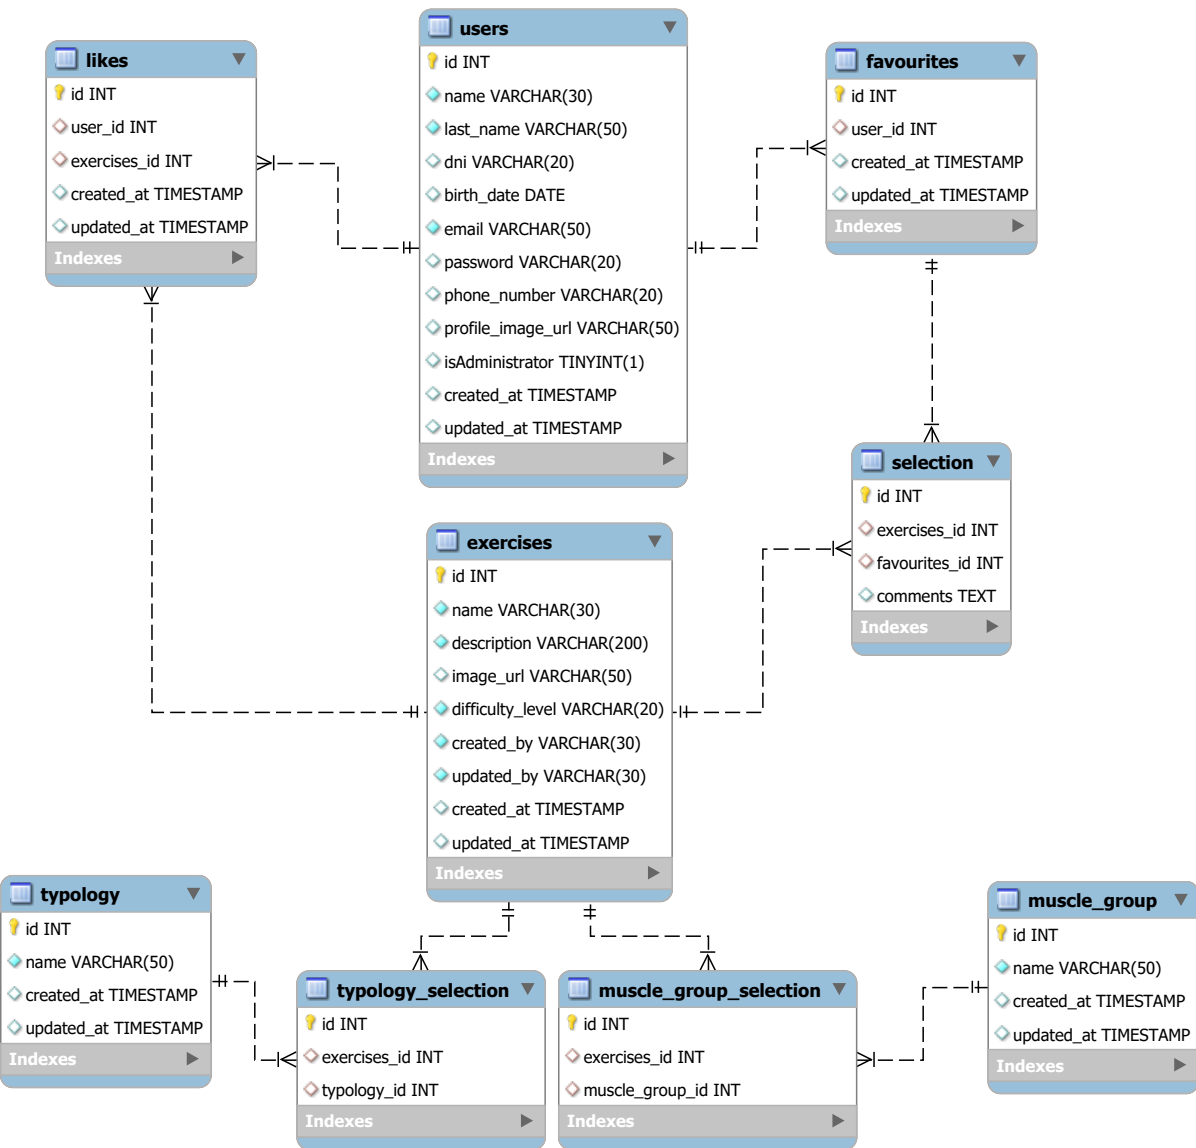 likes
id INT
user_id INT
exercises_id INT
created_at TIMESTAMP
updated_at TIMESTAMP
Indexes
users
id INT
name VARCHAR(30)
last_name VARCHAR(50)
dni VARCHAR(20)
birth_date DATE
email VARCHAR(50)
password VARCHAR(20)
phone_number VARCHAR(20)
profile_image_url VARCHAR(50)
isAdministrator TINYINT(1)
created_at TIMESTAMP
updated_at TIMESTAMP
Indexes
favourites
id INT
user_id INT
created_at TIMESTAMP
updated_at TIMESTAMP
Indexes
selection
id INT
exercises_id INT
favourites_id INT
comments TEXT
Indexes
exercises
id INT
name VARCHAR(30)
description VARCHAR(200)
image_url VARCHAR(50)
difficulty_level VARCHAR(20)
created_by VARCHAR(30)
updated_by VARCHAR(30)
created_at TIMESTAMP
updated_at TIMESTAMP
Indexes
typology
id INT
name VARCHAR(50)
created_at TIMESTAMP
updated_at TIMESTAMP
Indexes
typology_selection
id INT
exercises_id INT
typology_id INT
Indexes
muscle_group_selection
id INT
exercises_id INT
muscle_group_id INT
Indexes
muscle_group
id INT
name VARCHAR(50)
created_at TIMESTAMP
updated_at TIMESTAMP
Indexes